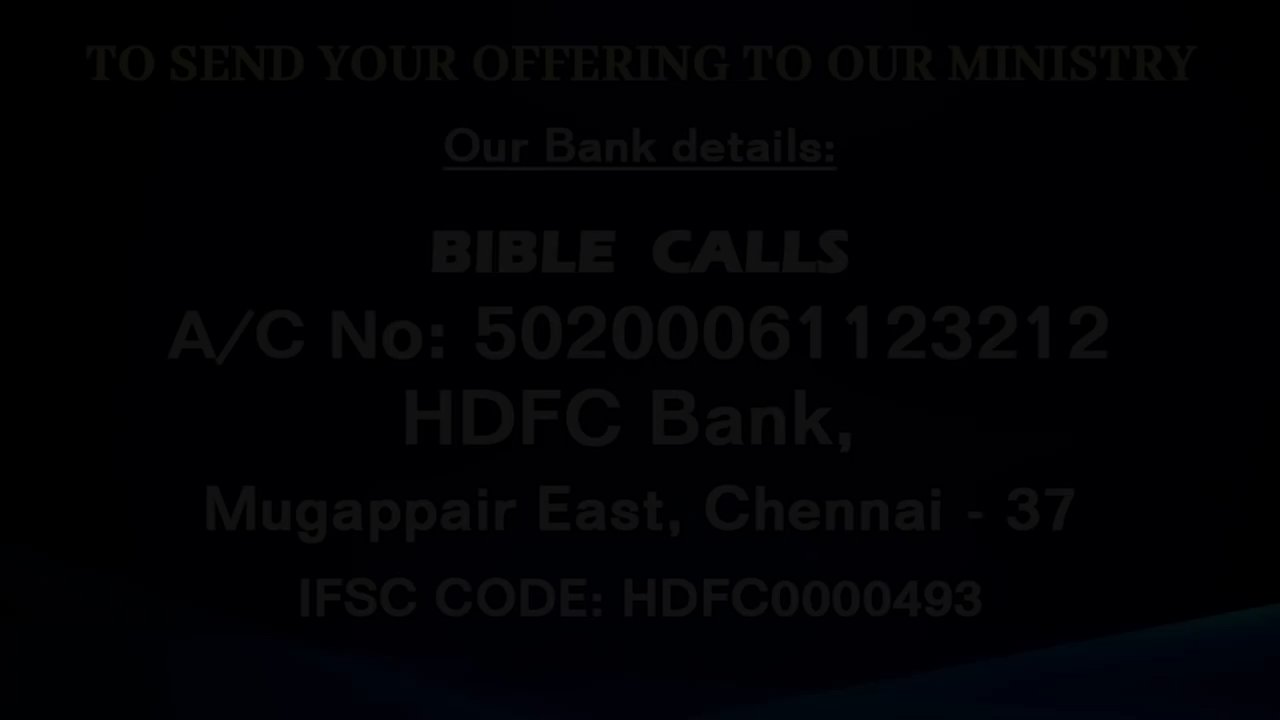 TO SEND YOUR OFFERING TO OUR MINISTRY
Our Bank details:
BIBLE CALLS
A/C No: 50200061123212
HDFC Bank,
Mugappair East, Chennai - 37
IFSC CODE: HDFC0000493